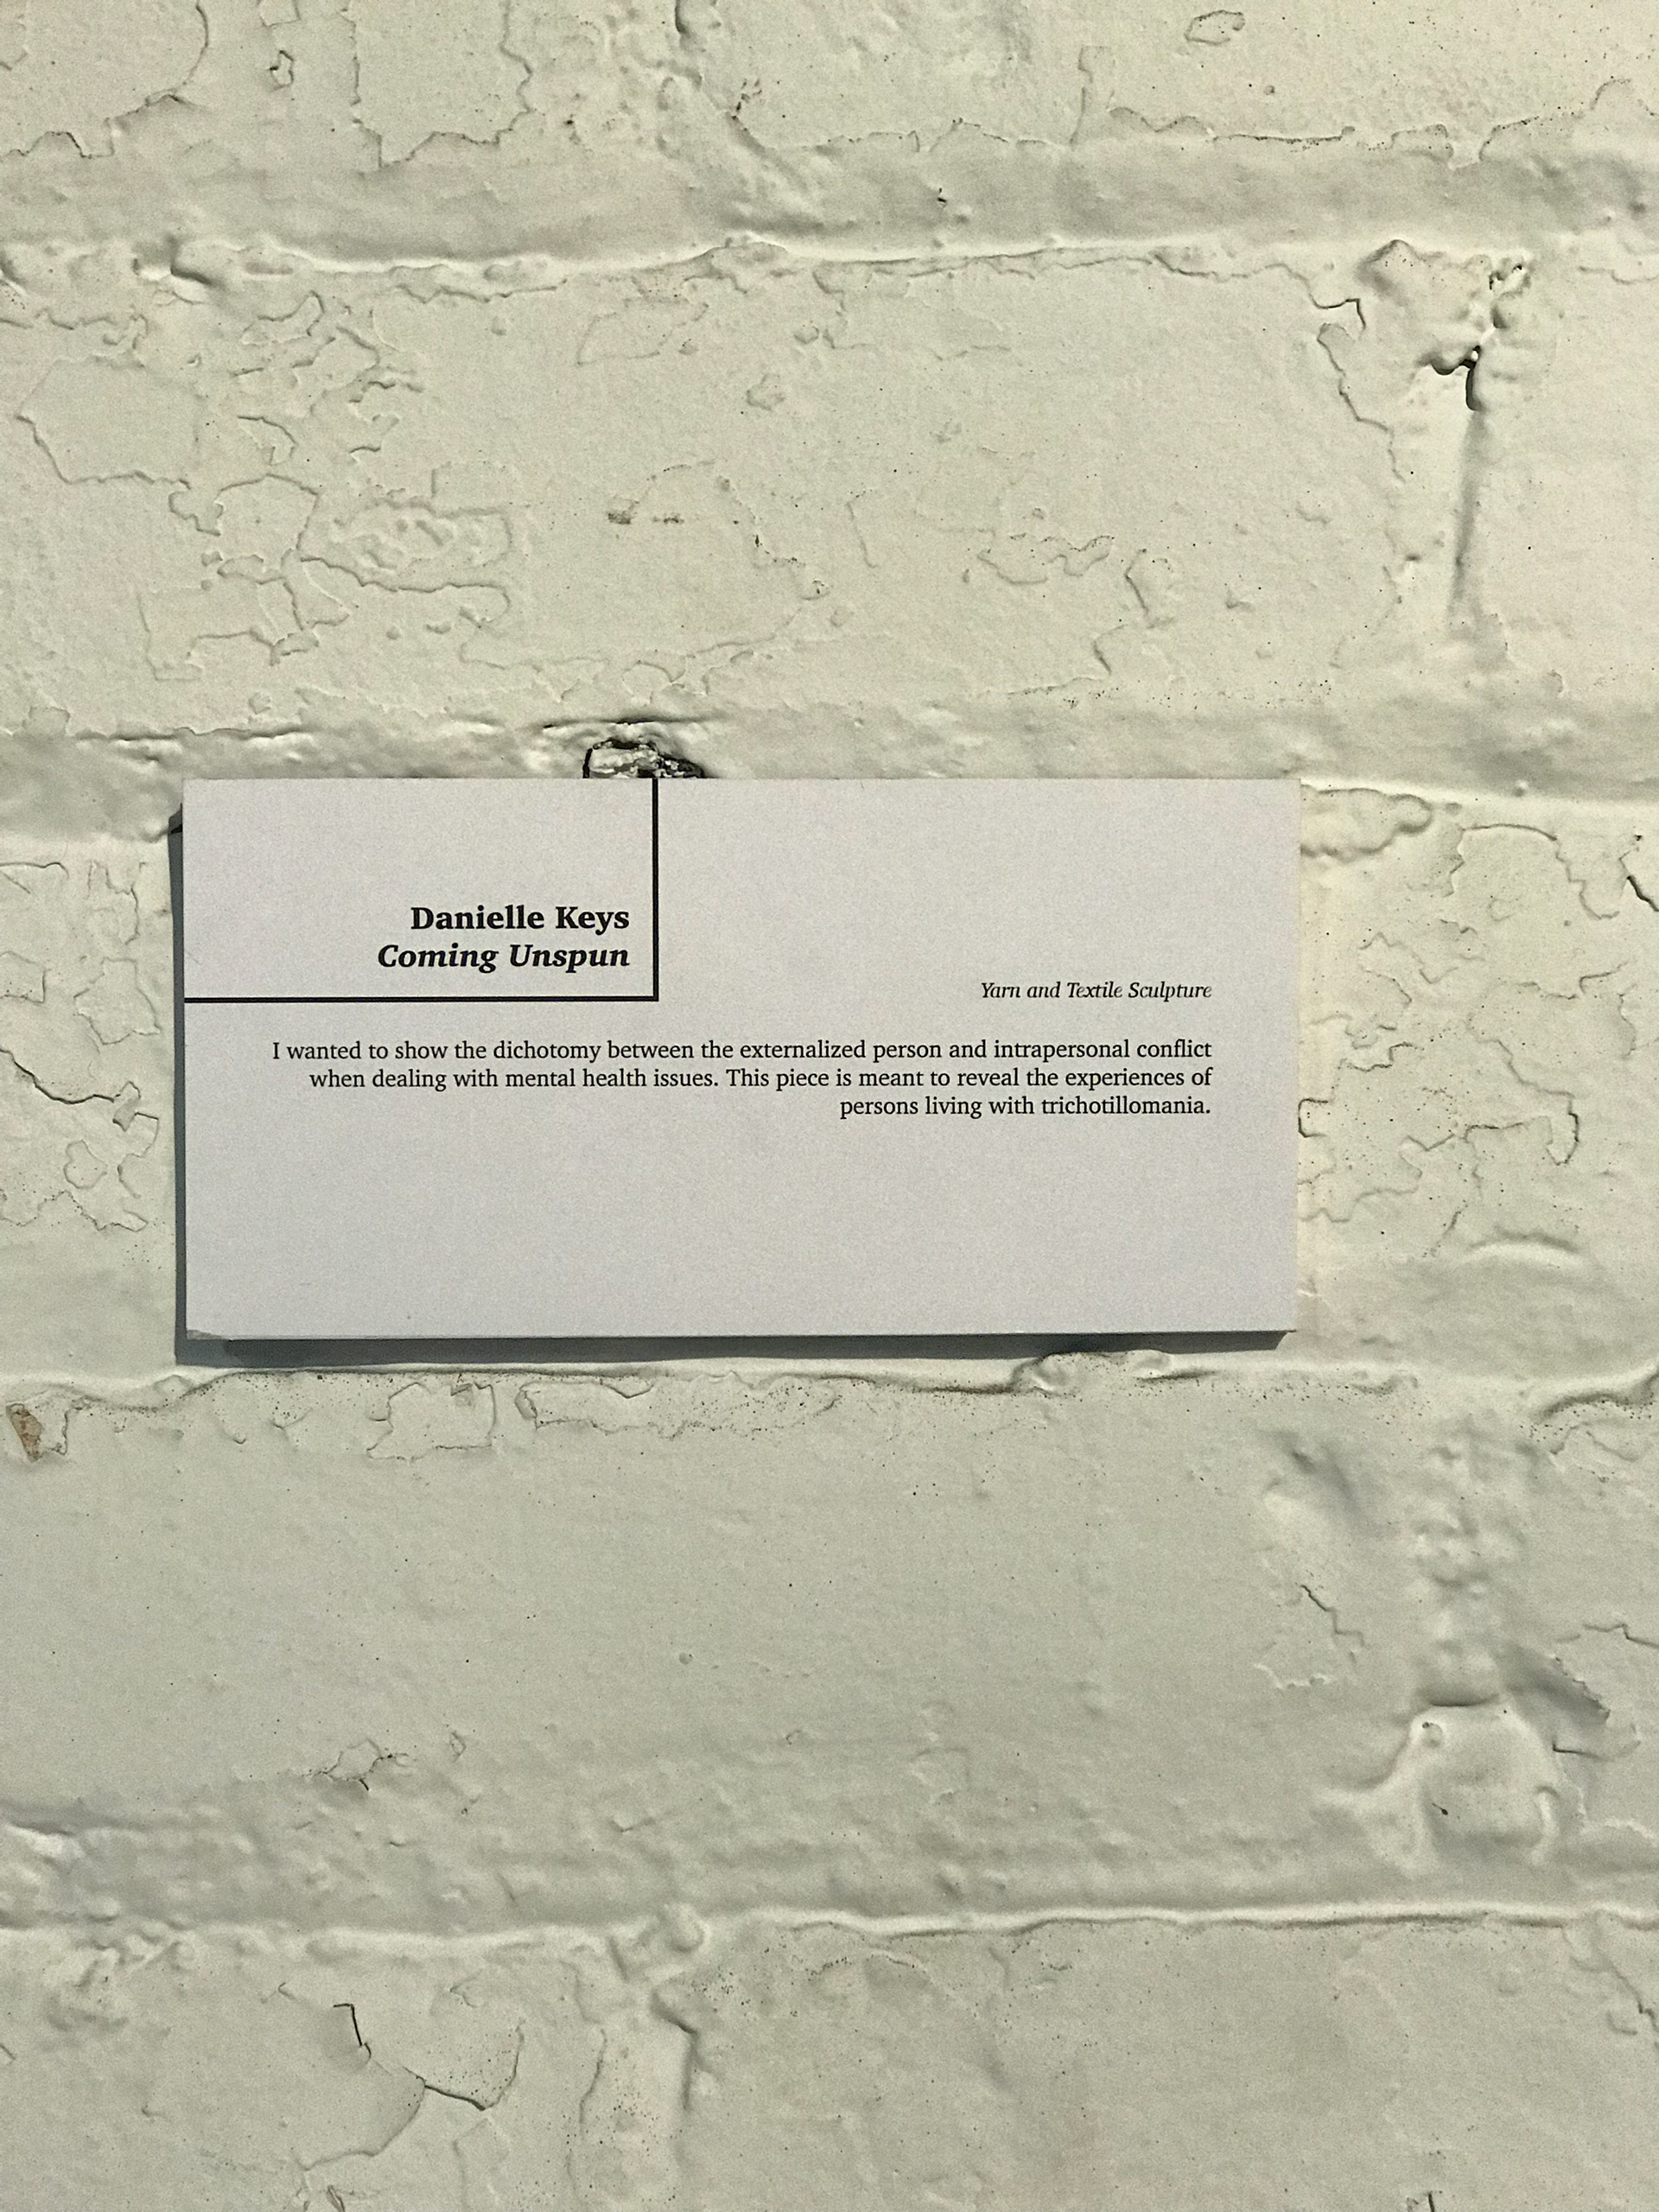 Danielle Keys
Coming Unspun
Yarn and Textile Sculpture
I wanted to show the dichotomy between the externalized person and intrapersonal conflict
when dealing with mental health issues. This piece is meant to reveal the experiences of
persons living with trichotillomania.